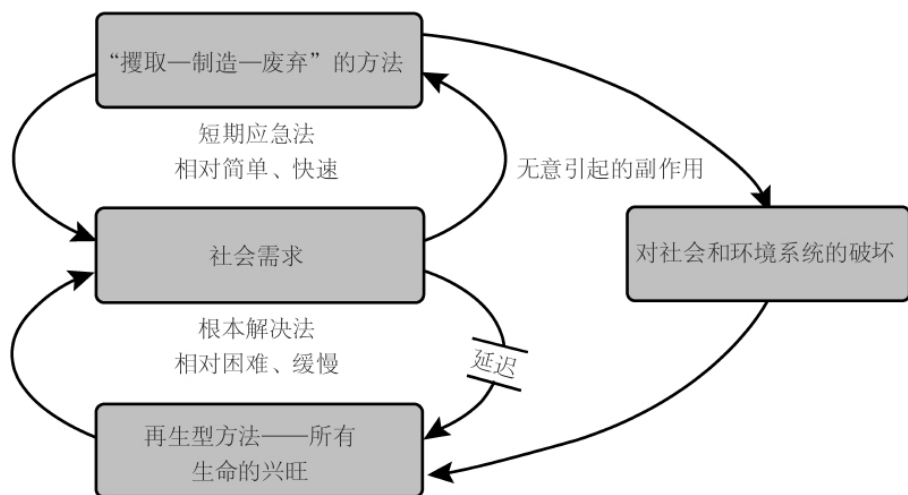 “攫取—制造—废弃”的方法
短期应急法
相对简单、快速
无意引起的副作用
社会需求
对社会和环境系统的破坏
根本解决法
相对困难、缓慢
延迟
再生型方法——所有
生命的兴旺